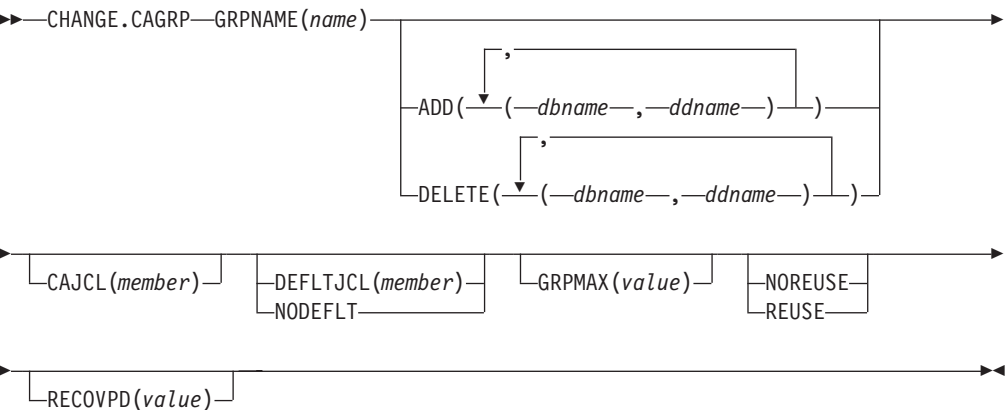 CHANGE.CAGRP GRPNAME(name)
,
ADD( (dbname , ddname ) )
,
DELETE( (dbname , ddname ) )
CAJCL(member) DEFLTJCL(member) GRPMAX(value) NOREUSE
NODEFLT REUSE
RECOVPD(value)